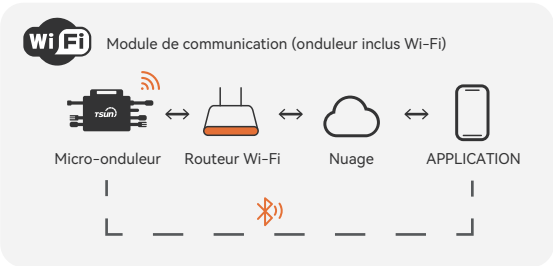 Wi Fi
Module de communication (onduleur inclus Wi-Fi)
TSUN
Micro-onduleur
Routeur Wi-Fi
Nuage
APPLICATION